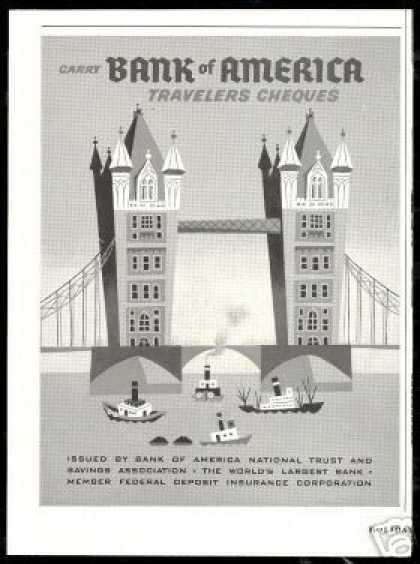 CARRY BANK of AMERICA
TRAVELERS CHEQUES
ISSUED BY BANK OF AMERICA NATIONAL TRUST AND
SAVINGS ASSOCIATION • THE WORLD'S LARGEST BANK •
MEMBER FEDERAL DEPOSIT INSURANCE CORPORATION